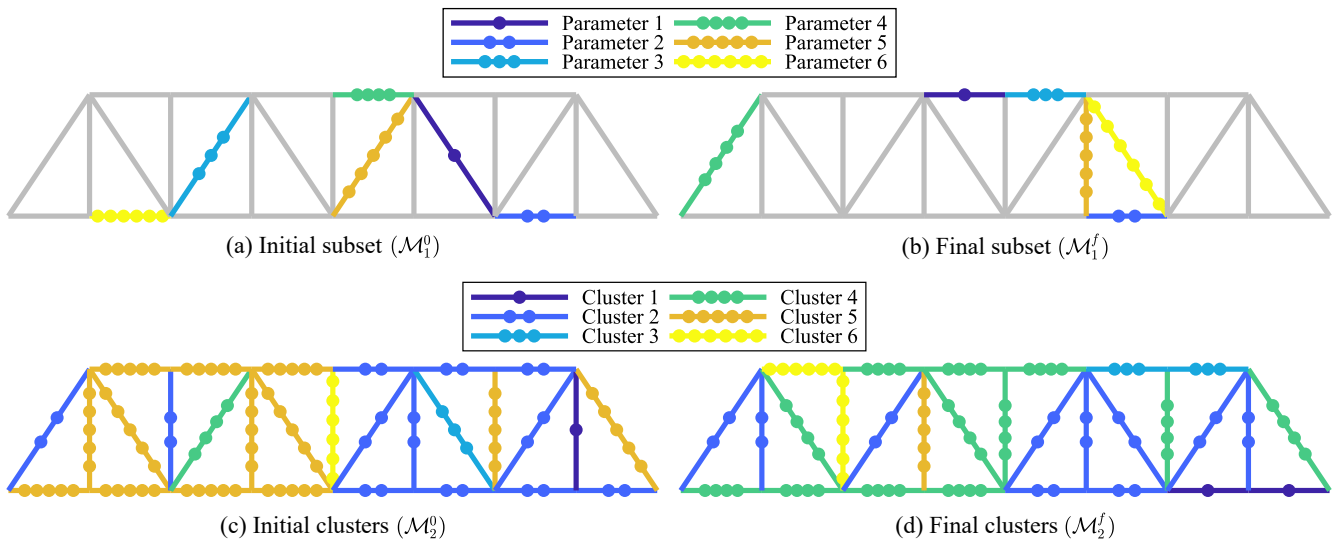 Parameter 1 Parameter 4
Parameter 2 Parameter 5
Parameter 3 Parameter 6
(a) Initial subset (ℳ₁⁰)
(b) Final subset (ℳ₁ᶠ)
Cluster 1 Cluster 4
Cluster 2 Cluster 5
Cluster 3 Cluster 6
(c) Initial clusters (ℳ₂⁰)
(d) Final clusters (ℳ₂ᶠ)